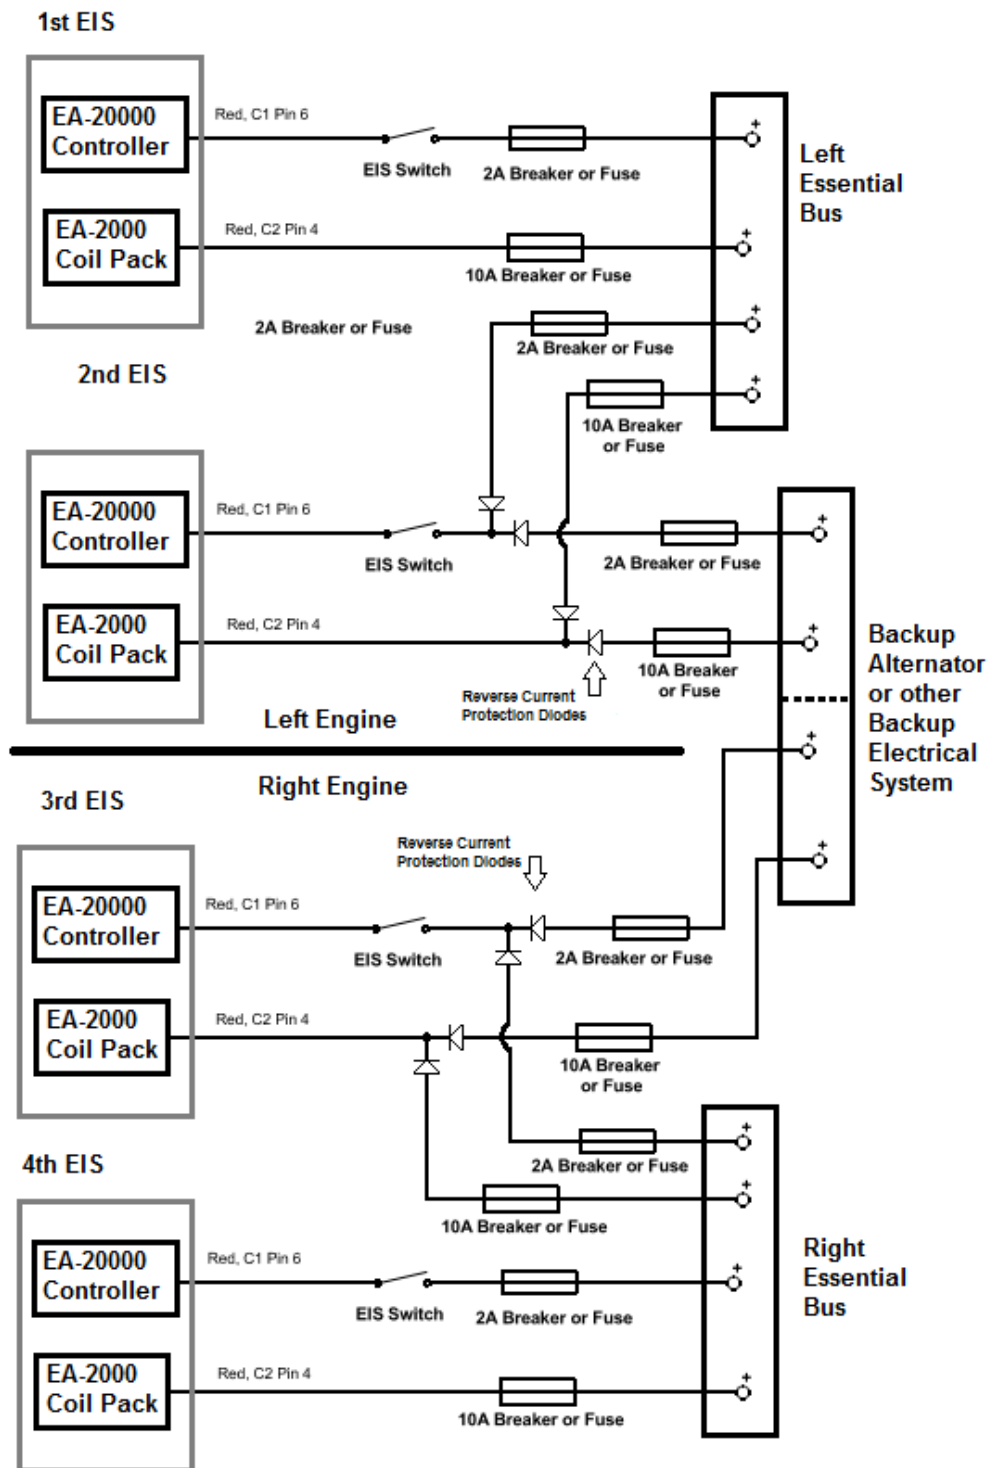 1st EIS
EA-20000
Controller
Red, C1 Pin 6
EIS Switch
2A Breaker or Fuse
+
Left
Essential
Bus
EA-2000
Coil Pack
Red, C2 Pin 4
10A Breaker or Fuse
+
2A Breaker or Fuse
2A Breaker or Fuse
+
10A Breaker
or Fuse
+
2nd EIS
EA-20000
Controller
Red, C1 Pin 6
EIS Switch
2A Breaker or Fuse
+
EA-2000
Coil Pack
Red, C2 Pin 4
10A Breaker
or Fuse
+
Reverse Current
Protection Diodes
Backup
Alternator
or other
Backup
Electrical
System
+
+
Left Engine
Right Engine
3rd EIS
Reverse Current
Protection Diodes
EA-20000
Controller
Red, C1 Pin 6
EIS Switch
2A Breaker or Fuse
EA-2000
Coil Pack
Red, C2 Pin 4
10A Breaker
or Fuse
+
2A Breaker or Fuse
+
10A Breaker or Fuse
4th EIS
EA-20000
Controller
Red, C1 Pin 6
EIS Switch
2A Breaker or Fuse
+
Right
Essential
Bus
EA-2000
Coil Pack
Red, C2 Pin 4
10A Breaker or Fuse
+